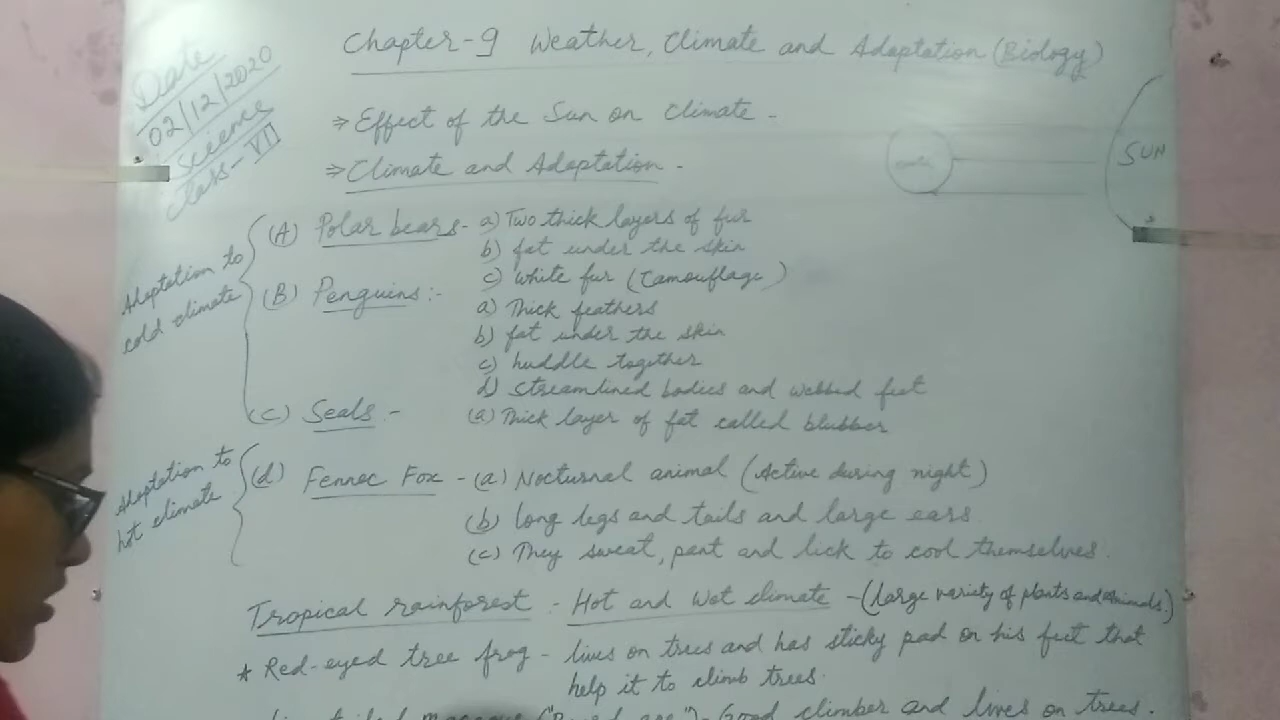 Date
02/12/2020
Science
Class-VII
Chapter-9 Weather, Climate and Adaptation (Biology)
⇒ Effect of the Sun on Climate -
⇒ Climate and Adaptation -
earth
SUN
Adaptation to
cold climate
(A) Polar bears - a) Two thick layers of fur
b) fat under the skin
c) White fur (Camouflage)
(B) Penguins:-
a) Thick feathers
b) fat under the skin
c) huddle together
d) streamlined bodies and webbed feet
(C) Seals - (a) Thick layer of fat called blubber
Adaptation to
hot climate
(d) Fennec Fox - (a) Nocturnal animal (Active during night)
(b) long legs and tails and large ears
(c) They sweat, pant and lick to cool themselves.
Tropical rainforest - Hot and Wet climate - (large variety of plants and animals.)
* Red-eyed tree frog - lives on trees and has sticky pad on his feet that
help it to climb trees.
tailed macaque ("Beard ape") - Good climber and lives on trees.